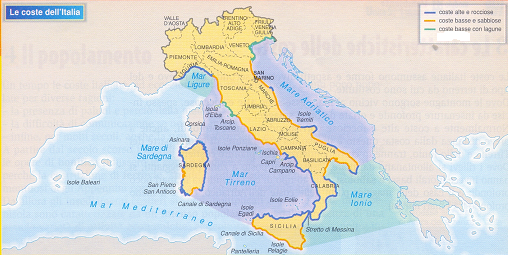 Le coste dell'Italia
coste alte e rocciose
coste basse e sabbiose
coste basse con lagune
VALLE D'AOSTA
TRENTINO ALTO ADIGE
FRIULI VENEZIA GIULIA
LOMBARDIA
VENETO
PIEMONTE
EMILIA ROMAGNA
SAN MARINO
Mar Ligure
TOSCANA
MARCHE
Mare Adriatico
Isola d'Elba
UMBRIA
Corsica
Arcip. Toscano
LAZIO
ABRUZZO
Isole Tremiti
MOLISE
Asinara
Mare di Sardegna
Isole Ponziane
Ischia
CAMPANIA
PUGLIA
SARDEGNA
Capri
Arcip. Campano
BASILICATA
Isole Baleari
San Pietro
San Antioco
Mar Tirreno
CALABRIA
Mare Ionio
Canale di Sardegna
Isole Eolie
Mar Mediterraneo
Isole Egadi
SICILIA
Stretto di Messina
Canale di Sicilia
Pantelleria
Isole Pelagie